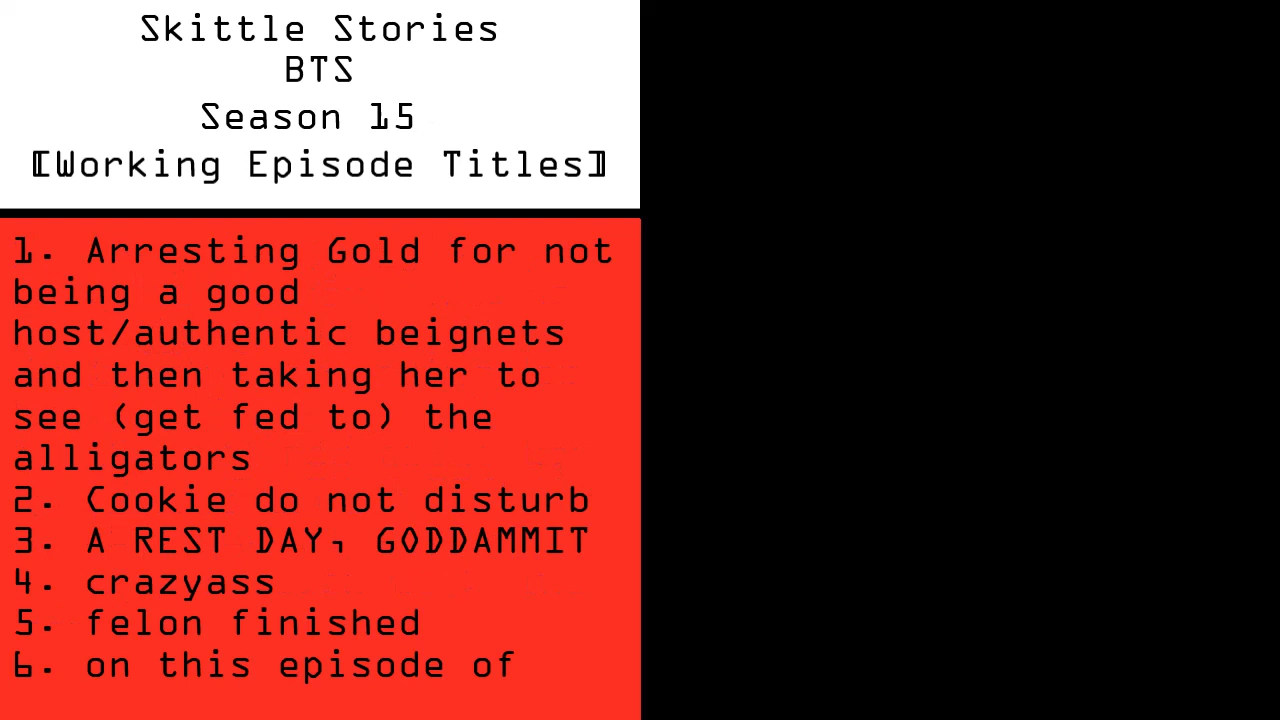 Skittle Stories
BTS
Season 15
[Working Episode Titles]
1. Arresting Gold for not
being a good
host/authentic beignets
and then taking her to
see (get fed to) the
alligators
2. Cookie do not disturb
3. A REST DAY, GODDAMMIT
4. crazyass
5. felon finished
6. on this episode of